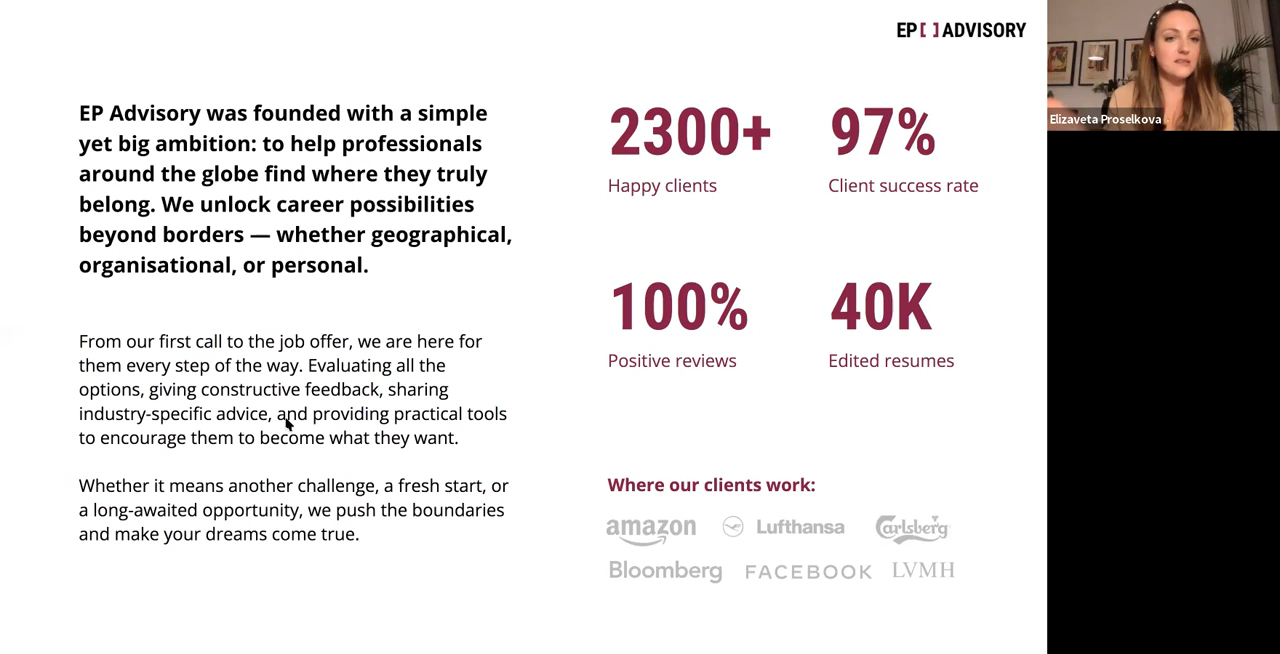 EP[ ]ADVISORY
EP Advisory was founded with a simple
yet big ambition: to help professionals
around the globe find where they truly
belong. We unlock career possibilities
beyond borders — whether geographical,
organisational, or personal.
From our first call to the job offer, we are here for
them every step of the way. Evaluating all the
options, giving constructive feedback, sharing
industry-specific advice, and providing practical tools
to encourage them to become what they want.
Whether it means another challenge, a fresh start, or
a long-awaited opportunity, we push the boundaries
and make your dreams come true.
2300+
Happy clients
97%
Client success rate
100%
Positive reviews
40K
Edited resumes
Where our clients work:
amazon
Lufthansa
Carlsberg
Bloomberg
FACEBOOK
LVMH
Elizaveta Proselkova